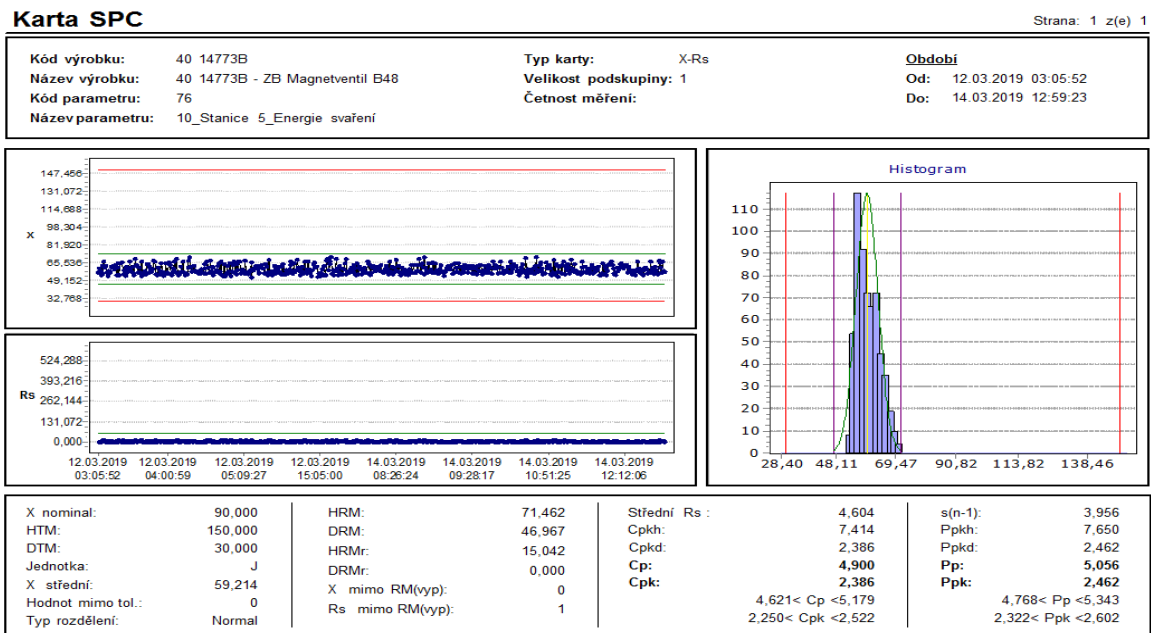 Karta SPC
Strana: 1 z(e) 1
Kód výrobku: 40 14773B
Název výrobku: 40 14773B - ZB Magnetventil B48
Kód parametru: 76
Název parametru: 10_Stanice 5_Energie svaření
Typ karty: X-Rs
Velikost podskupiny: 1
Četnost měření:
Období
Od: 12.03.2019 03:05:52
Do: 14.03.2019 12:59:23
147,456
131,072
114,688
98,304
x
81,920
65,536
49,152
32,768
524,288
393,216
Rs
262,144
131,072
0,000
12.03.2019 12.03.2019 12.03.2019 12.03.2019 14.03.2019 14.03.2019 14.03.2019 14.03.2019
03:05:52 04:00:59 05:09:27 15:05:00 08:26:24 09:28:17 10:51:25 12:12:06
Histogram
110
100
90
80
70
60
50
40
30
20
10
0
28,40 48,11 69,47 90,82 113,82 138,46
X nominal: 90,000
HTM: 150,000
DTM: 30,000
Jednotka: J
X střední: 59,214
Hodnot mimo tol.: 0
Typ rozdělení: Normal
HRM: 71,462
DRM: 46,967
HRMr: 15,042
DRMr: 0,000
X mimo RM(vyp): 0
Rs mimo RM(vyp): 1
Střední Rs : 4,604
Cpkh: 7,414
Cpkd: 2,386
Cp: 4,900
Cpk: 2,386
4,621< Cp <5,179
2,250< Cpk <2,522
s(n-1): 3,956
Ppkh: 7,650
Ppkd: 2,462
Pp: 5,056
Ppk: 2,462
4,768< Pp <5,343
2,322< Ppk <2,602